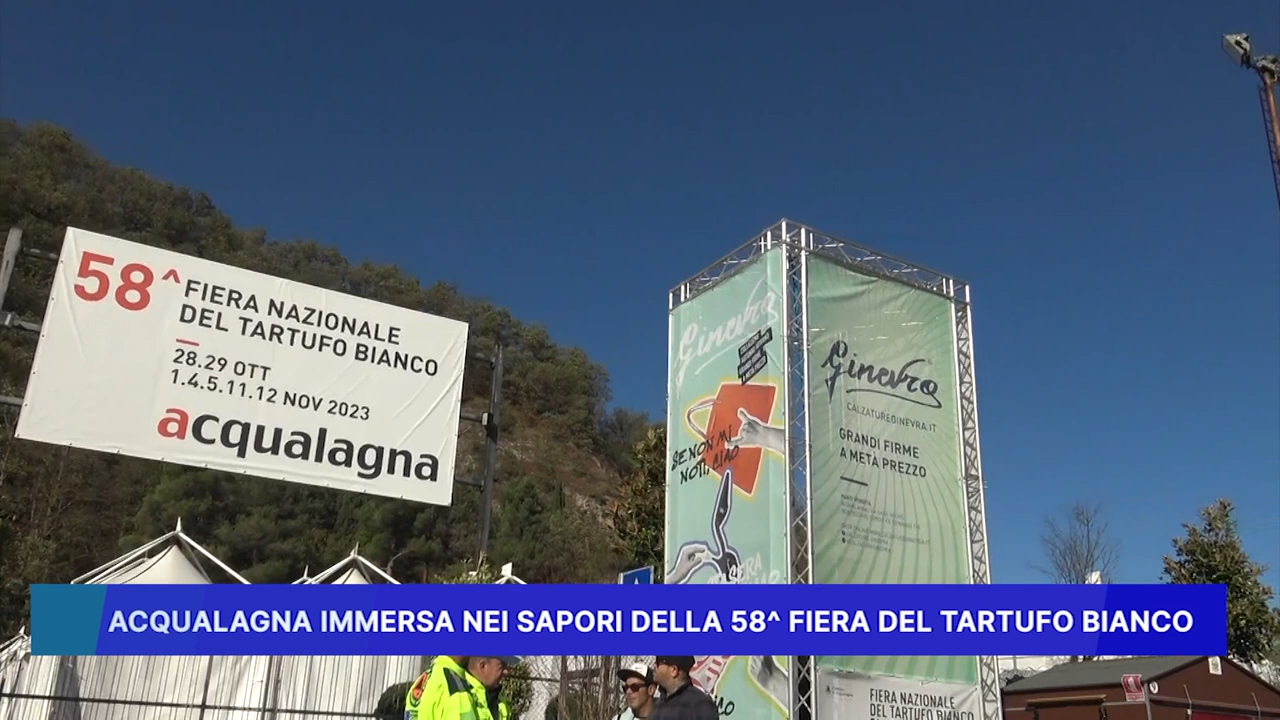 58^ FIERA NAZIONALE
DEL TARTUFO BIANCO
28.29 OTT
1.4.5.11.12 NOV 2023
acqualagna
Ginevra
SE NON MI
NOTI, CIAO
Ginevra
CALZATUREGINEVRA.IT
GRANDI FIRME
A METÀ PREZZO
ACQUALAGNA IMMERSA NEI SAPORI DELLA 58^ FIERA DEL TARTUFO BIANCO
FIERA NAZIONALE
DEL TARTUFO BIANCO